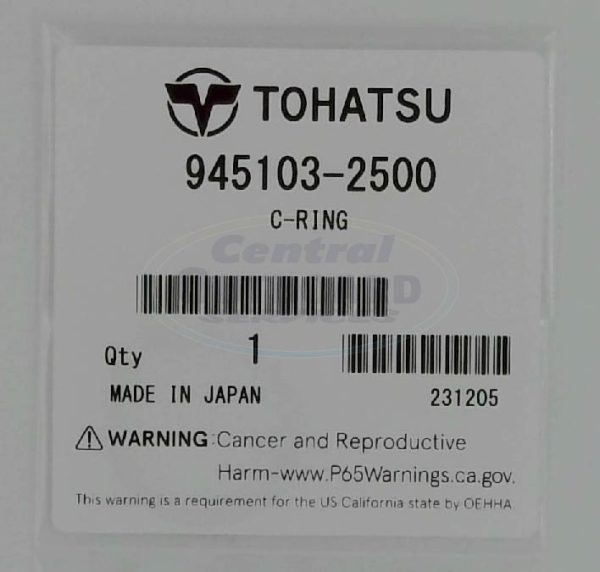 TOHATSU
945103-2500
C-RING
Central
Qty 1
MADE IN JAPAN 231205
WARNING:Cancer and Reproductive
Harm-www.P65Warnings.ca.gov.
This warning is a requirement for the US California state by OEHHA.